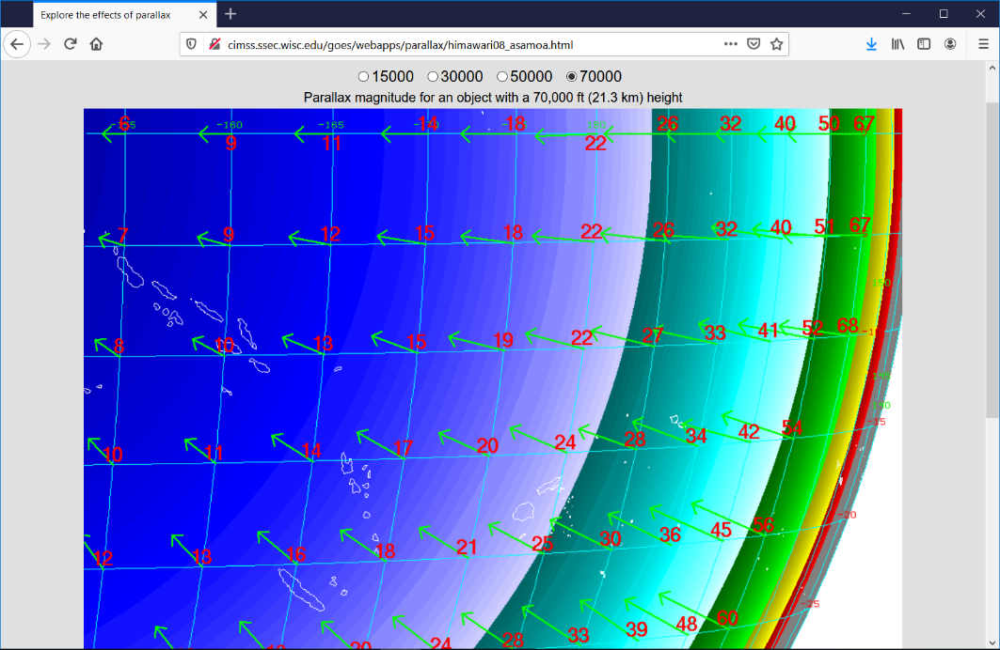 Explore the effects of parallax
cimss.ssec.wisc.edu/goes/webapps/parallax/himawari08_asamoa.html
15000 30000 50000 70000
Parallax magnitude for an object with a 70,000 ft (21.3 km) height
-160 -165 180
6 9 11 14 18 22 26 32 40 50 67
7 9 12 15 18 22 26 32 40 51 67
150
8 10 13 15 19 22 27 33 41 52 68
10 11 14 17 20 24 28 34 42 54
-15
12 13 16 18 21 25 30 36 45 56
-20
24 28 33 39 48 60
-25